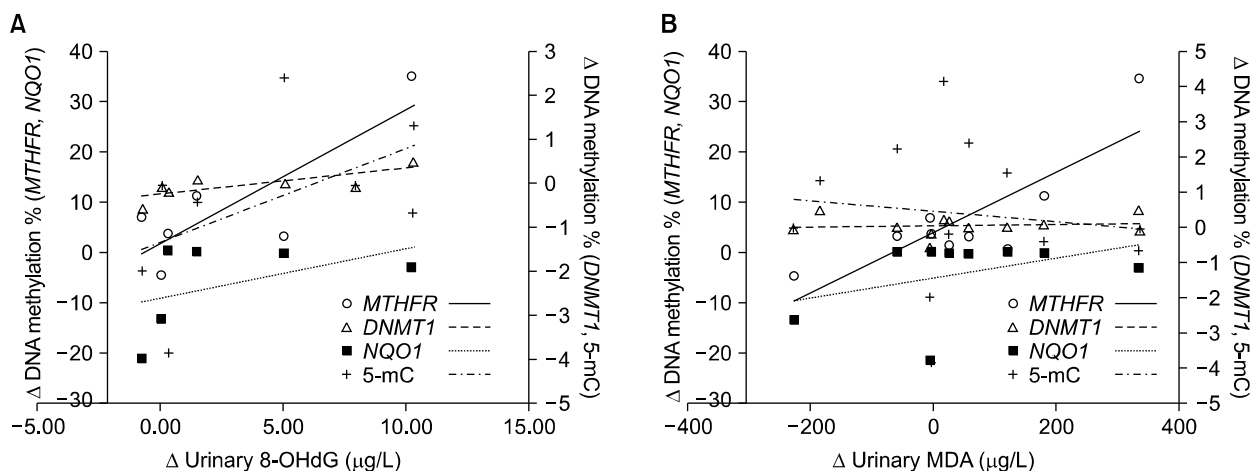 A
Δ DNA methylation % (MTHFR, NQO1)
40
30
20
10
0
−10
−20
−30
3
2
1
0
−1
−2
−3
−4
−5
Δ DNA methylation % (DNMT1, 5-mC)
MTHFR
DNMT1
NQO1
5-mC
−5.00
0.00
5.00
10.00
15.00
Δ Urinary 8-OHdG (μg/L)
B
Δ DNA methylation % (MTHFR, NQO1)
40
30
20
10
0
−10
−20
−30
5
4
3
2
1
0
−1
−2
−3
−4
−5
Δ DNA methylation % (DNMT1, 5-mC)
MTHFR
DNMT1
NQO1
5-mC
−400
−200
0
200
400
Δ Urinary MDA (μg/L)